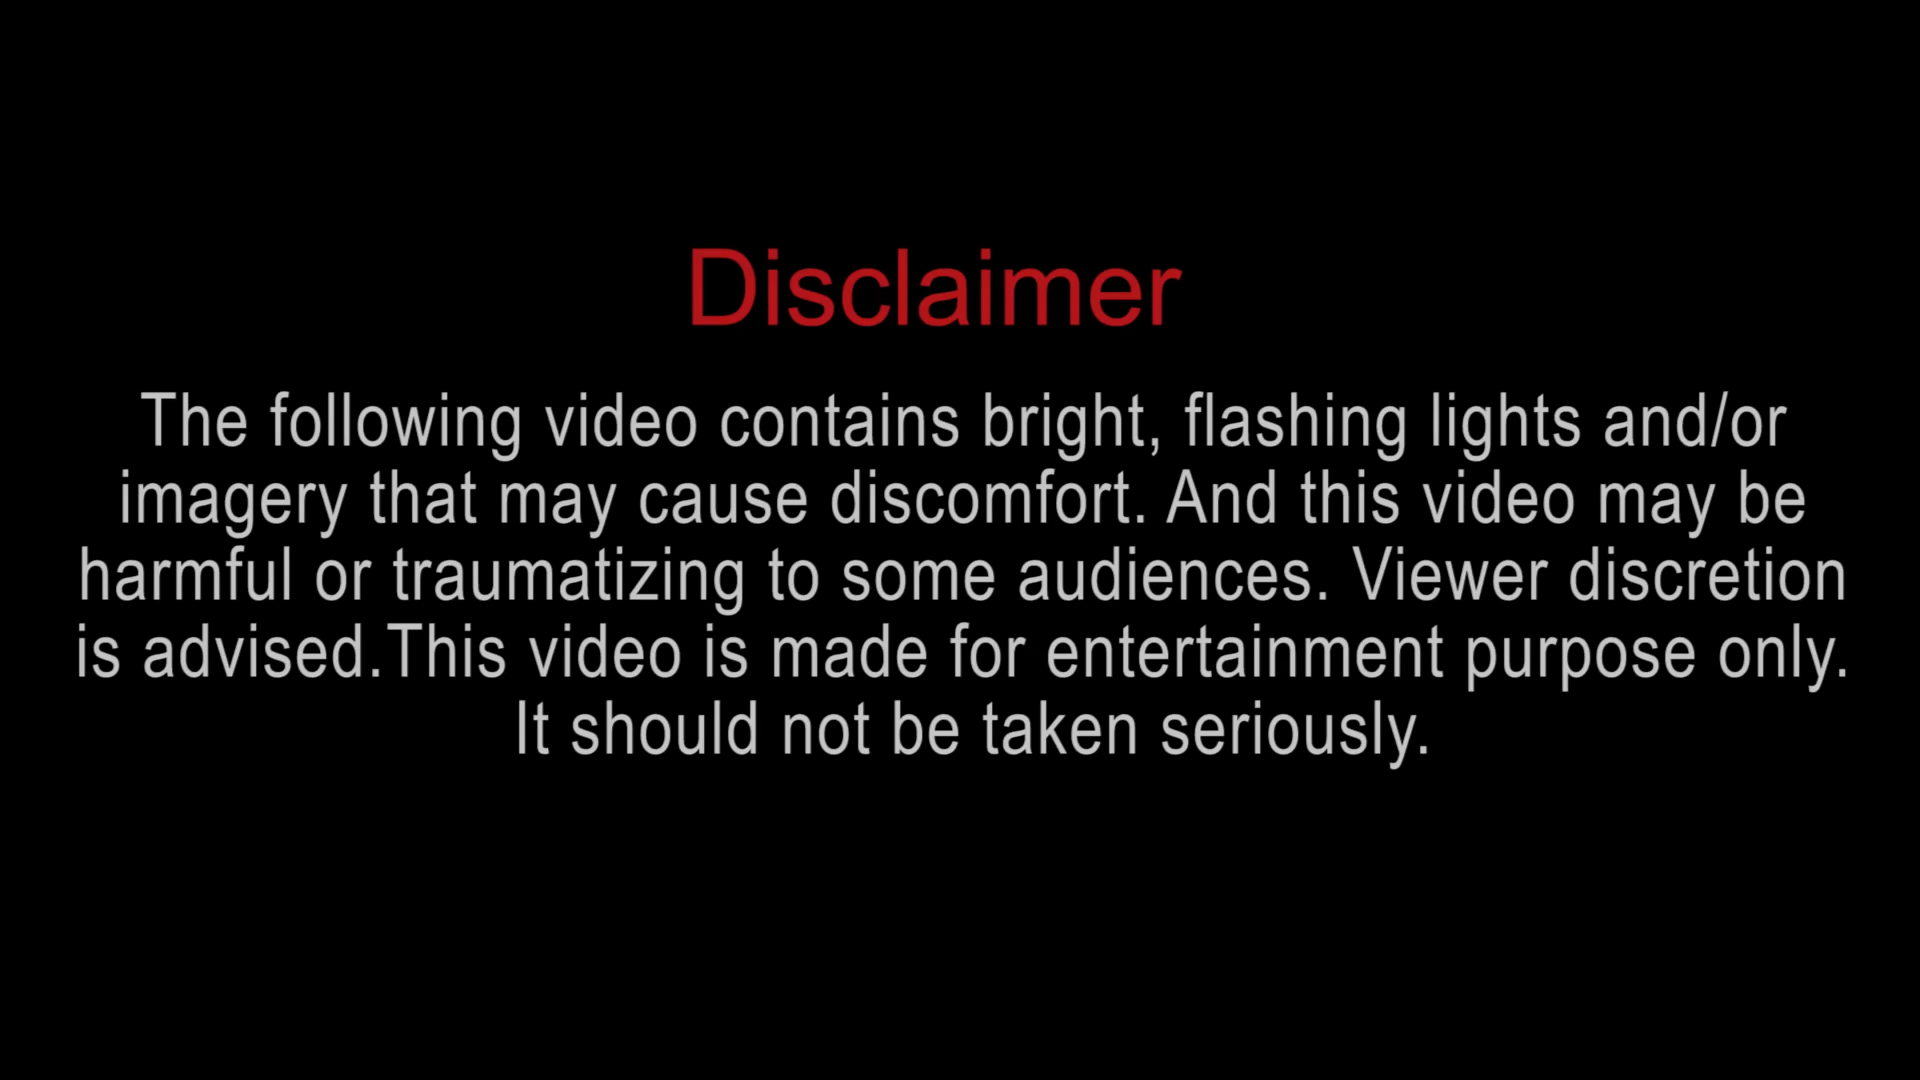 Disclaimer
The following video contains bright, flashing lights and/or
imagery that may cause discomfort. And this video may be
harmful or traumatizing to some audiences. Viewer discretion
is advised.This video is made for entertainment purpose only.
It should not be taken seriously.